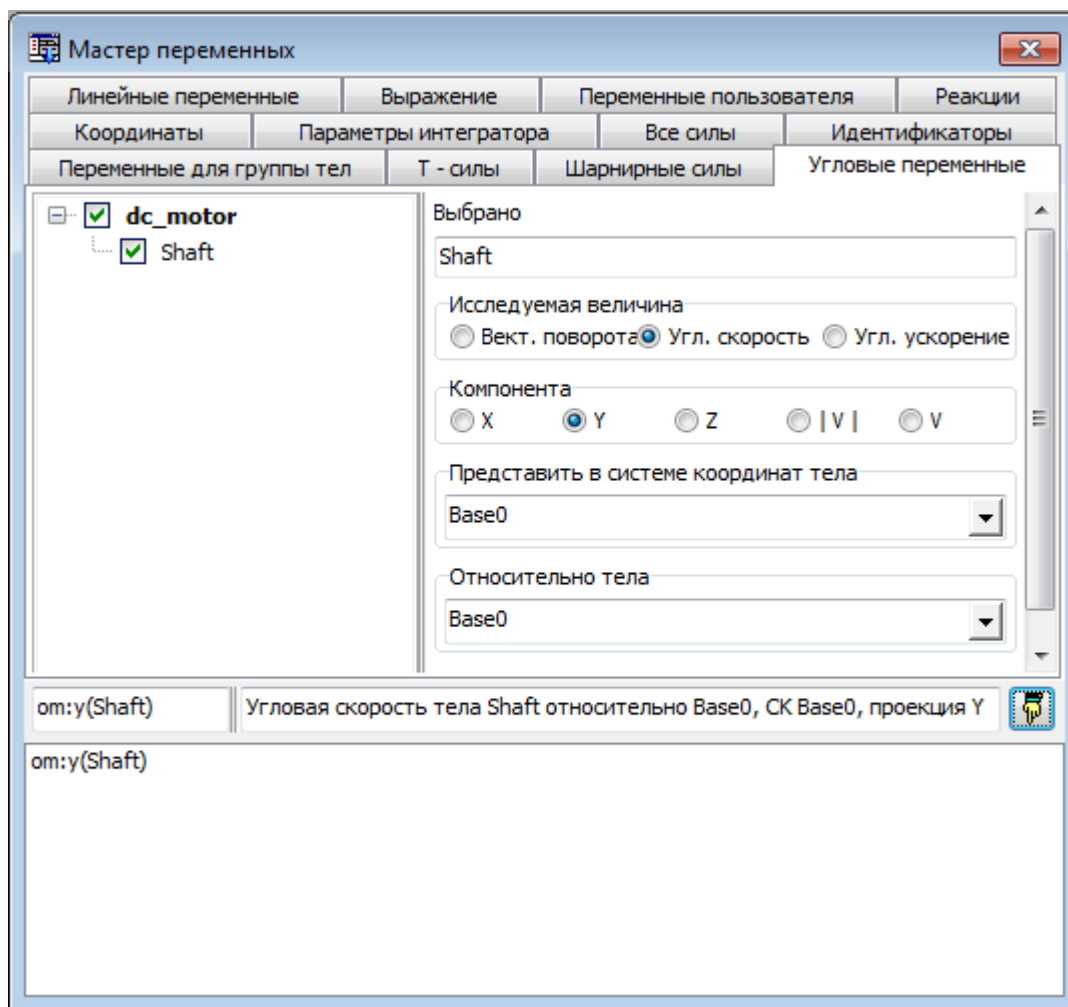 Мастер переменных
Линейные переменные Выражение Переменные пользователя Реакции
Координаты Параметры интегратора Все силы Идентификаторы
Переменные для группы тел Т - силы Шарнирные силы Угловые переменные
dc_motor
Shaft
Выбрано
Shaft
Исследуемая величина
Вект. поворота Угл. скорость Угл. ускорение
Компонента
X Y Z | V | V
Представить в системе координат тела
Base0
Относительно тела
Base0
om:y(Shaft) Угловая скорость тела Shaft относительно Base0, СК Base0, проекция Y
om:y(Shaft)